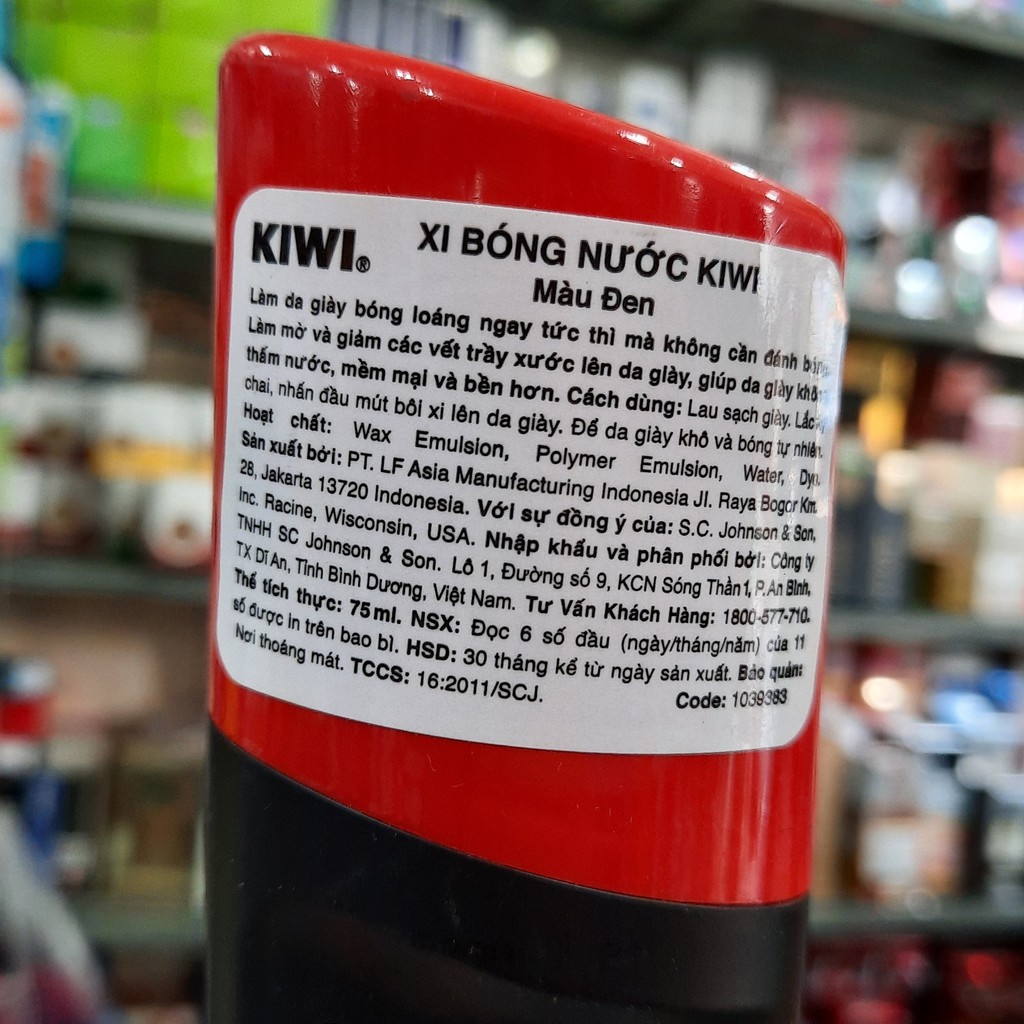 KIWI® XI BÓNG NƯỚC KIWI
Màu Đen
Làm da giày bóng loáng ngay tức thì mà không cần đánh bóng.
Làm mờ và giảm các vết trầy xước lên da giày, giúp da giày không
thấm nước, mềm mại và bền hơn. Cách dùng: Lau sạch giày. Lắc
chai, nhấn đầu mút bôi xi lên da giày. Để da giày khô và bóng tự nhiên.
Hoạt chất: Wax Emulsion, Polymer Emulsion, Water, Dye.
Sản xuất bởi: PT. LF Asia Manufacturing Indonesia Jl. Raya Bogor Km.
28, Jakarta 13720 Indonesia. Với sự đồng ý của: S.C. Johnson & Son,
Inc. Racine, Wisconsin, USA. Nhập khẩu và phân phối bởi: Công ty
TNHH SC Johnson & Son. Lô 1, Đường số 9, KCN Sóng Thần 1, P. An Bình,
TX Dĩ An, Tỉnh Bình Dương, Việt Nam. Tư Vấn Khách Hàng: 1800-577-710.
Thể tích thực: 75ml. NSX: Đọc 6 số đầu (ngày/tháng/năm) của 11
số được in trên bao bì. HSD: 30 tháng kể từ ngày sản xuất. Bảo quản:
Nơi thoáng mát. TCCS: 16:2011/SCJ. Code: 1039383